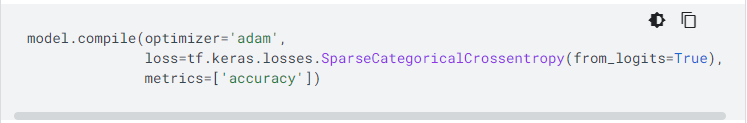 model.compile(optimizer='adam',
              loss=tf.keras.losses.SparseCategoricalCrossentropy(from_logits=True),
              metrics=['accuracy'])